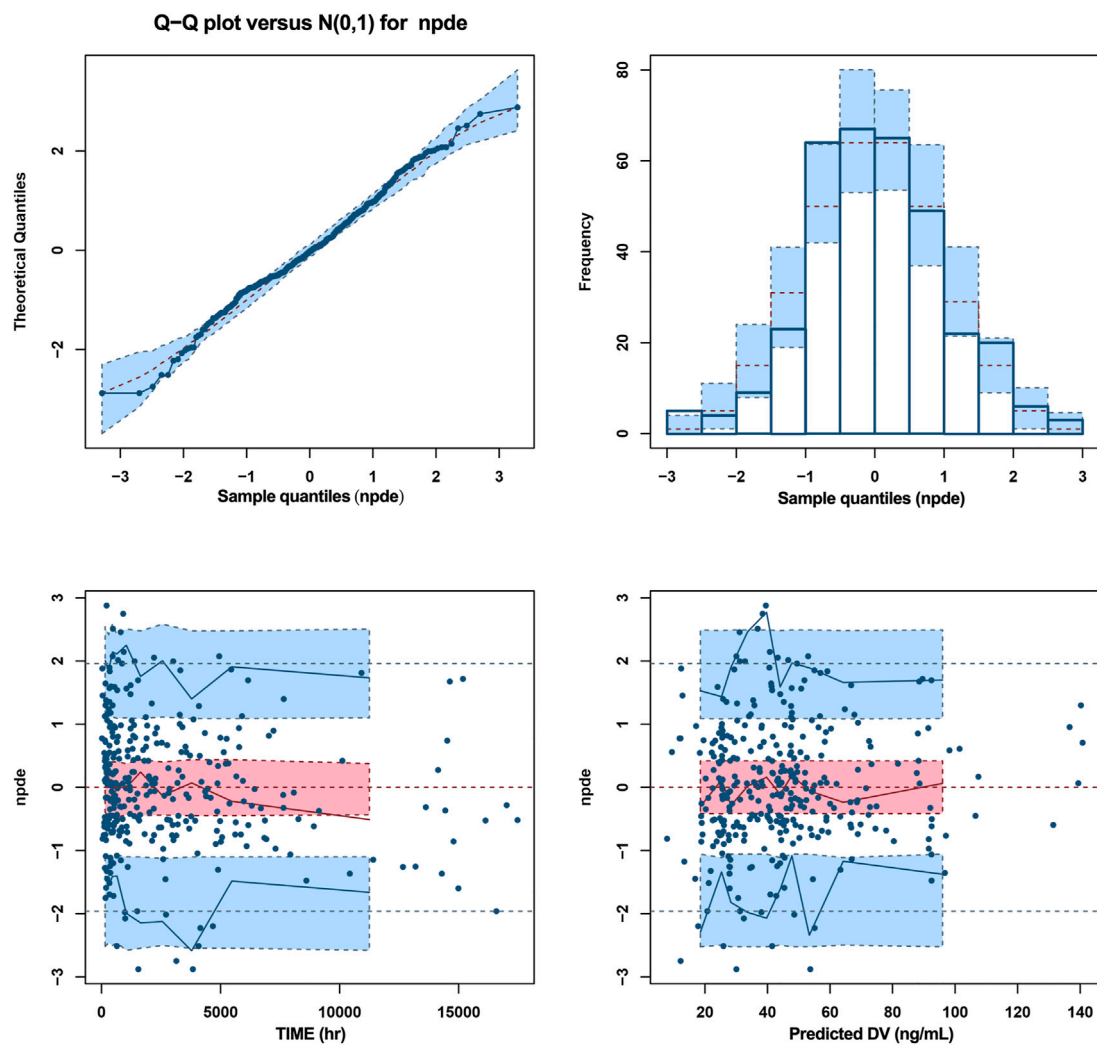 Q−Q plot versus N(0,1) for npde
Theoretical Quantiles
2
0
−2
−3 −2 −1 0 1 2 3
Sample quantiles (npde)
Frequency
80
60
40
20
0
−3 −2 −1 0 1 2 3
Sample quantiles (npde)
npde
3
2
1
0
−1
−2
−3
0 5000 10000 15000
TIME (hr)
npde
3
2
1
0
−1
−2
−3
20 40 60 80 100 120 140
Predicted DV (ng/mL)